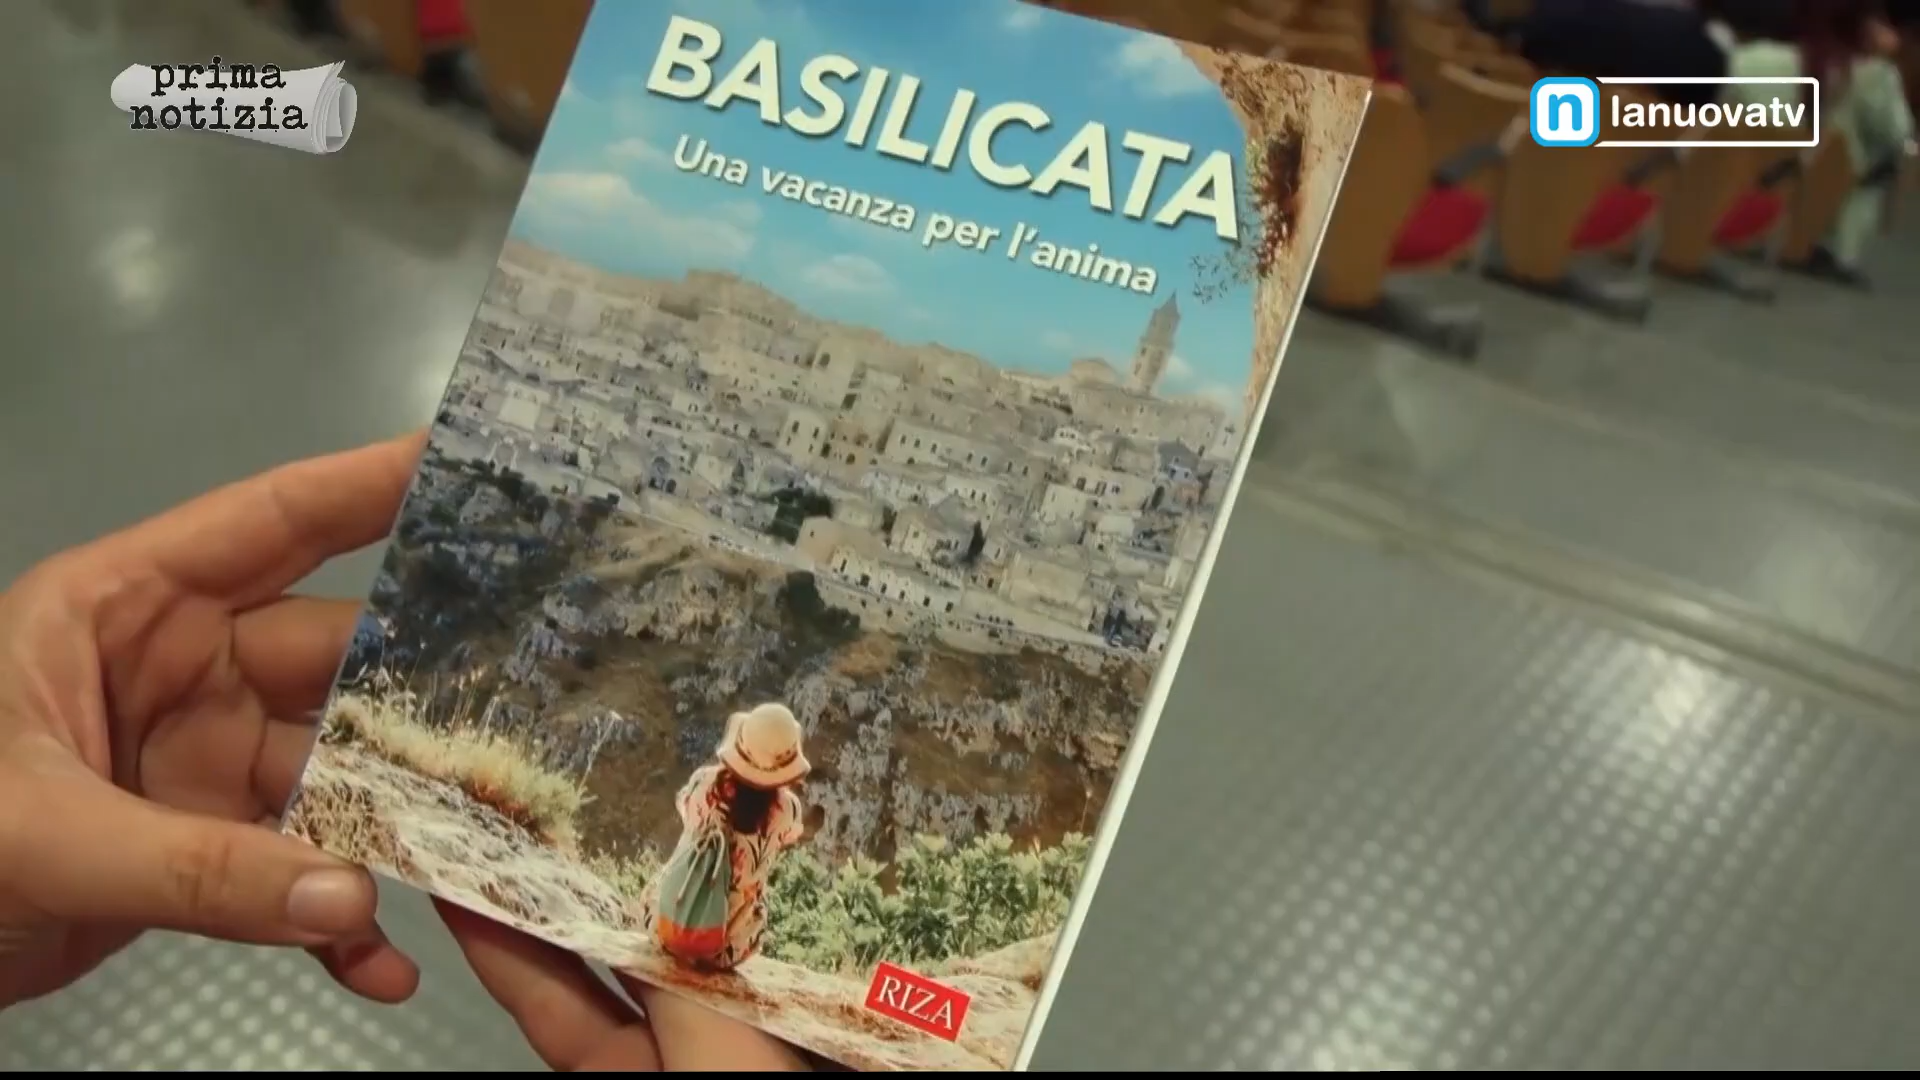 prima
notizia
lanuovatv
BASILICATA
Una vacanza per l'anima
RIZA